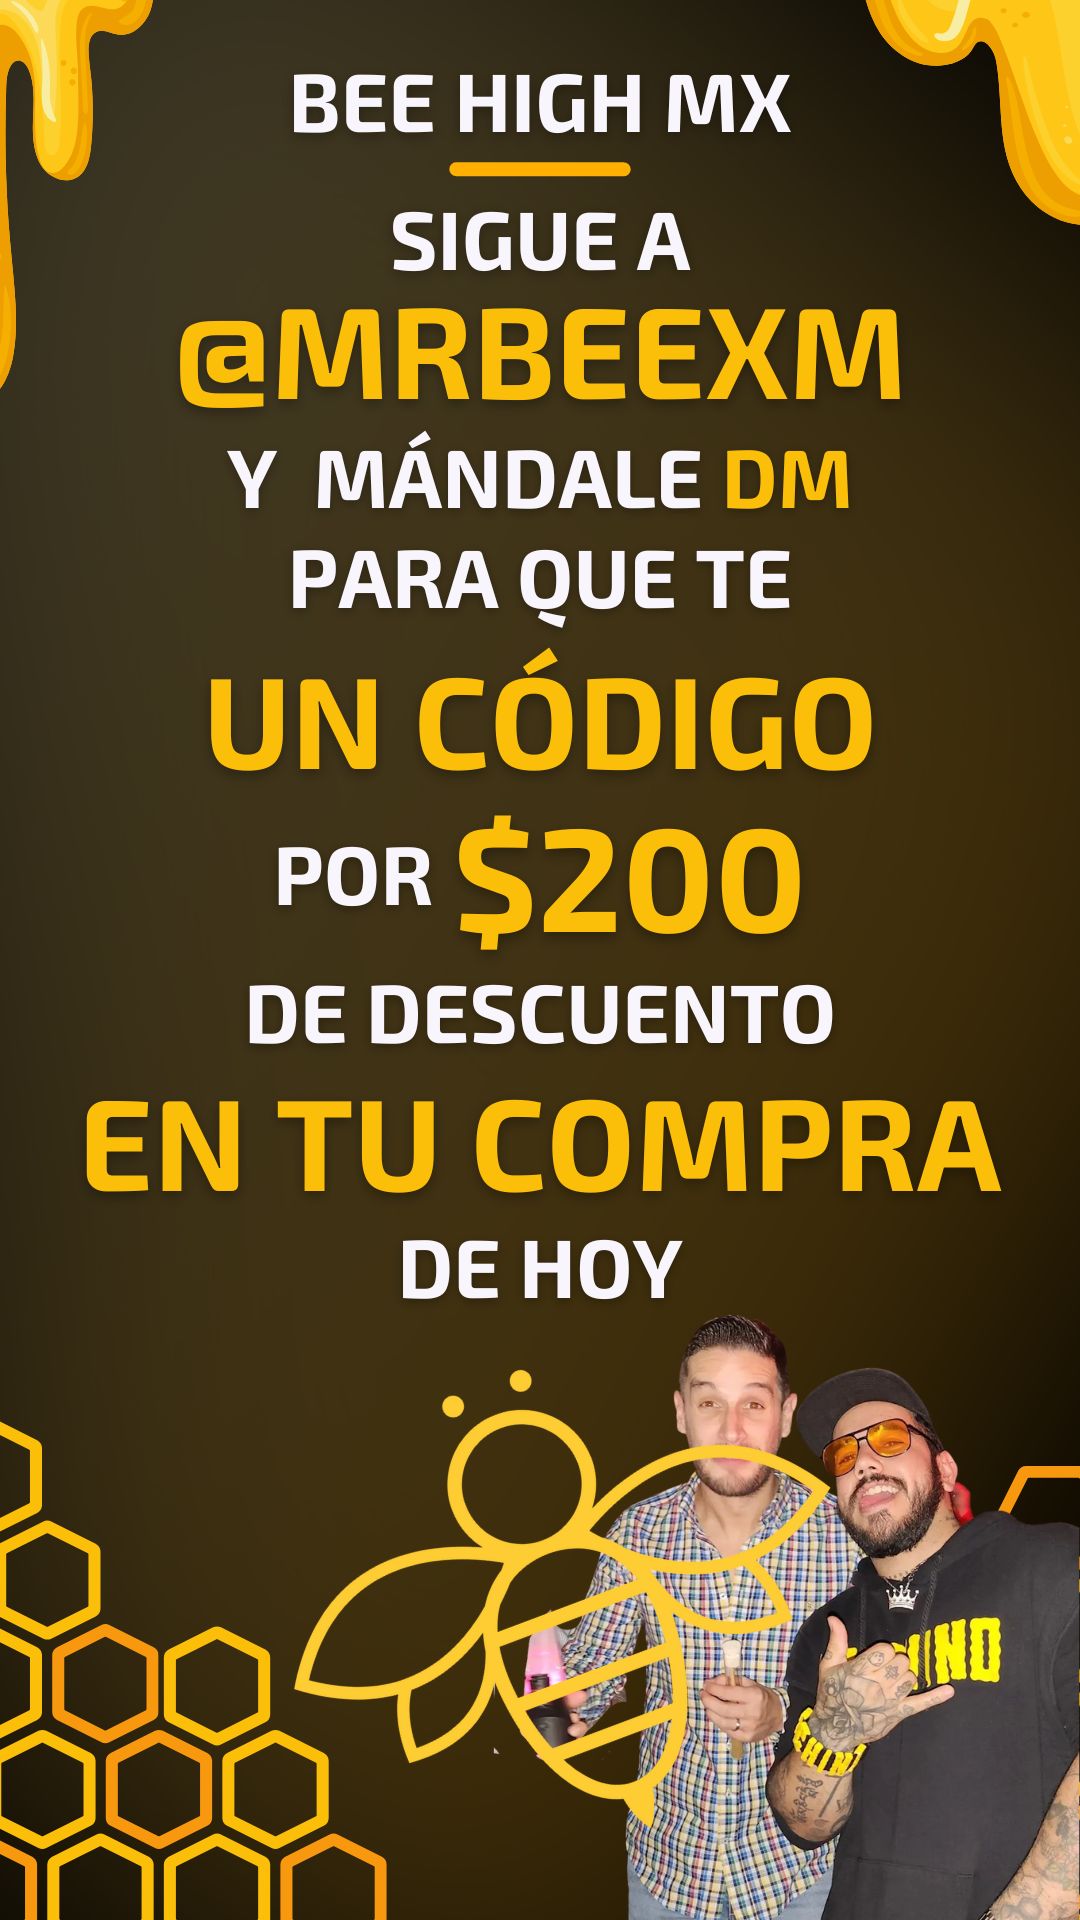 BEE HIGH MX
SIGUE A
@MRBEEXM
Y MÁNDALE DM
PARA QUE TE
UN CÓDIGO
POR $200
DE DESCUENTO
EN TU COMPRA
DE HOY